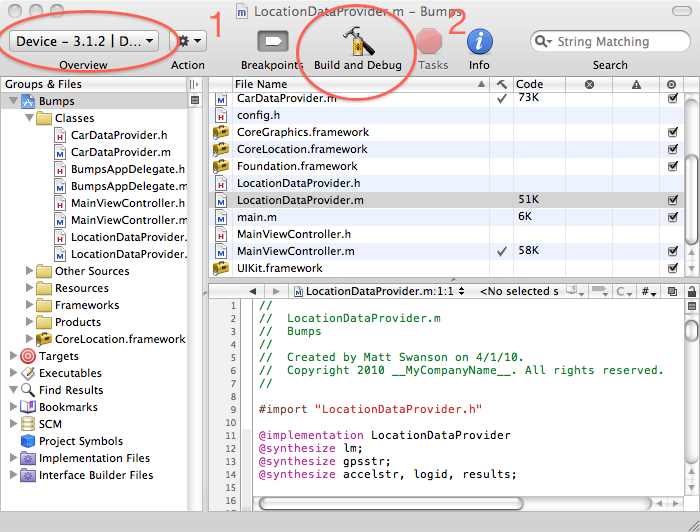 1
2
LocationDataProvider.m – Bumps
Device – 3.1.2 | D...
Overview
Action
Breakpoints
Build and Debug
Tasks
Info
String Matching
Search
Groups & Files
Bumps
Classes
CarDataProvider.h
CarDataProvider.m
BumpsAppDelegate.h
BumpsAppDelegate.m
MainViewController.h
MainViewController.m
LocationDataProvider.
LocationDataProvider.
Other Sources
Resources
Frameworks
Products
CoreLocation.framework
Targets
Executables
Find Results
Bookmarks
SCM
Project Symbols
Implementation Files
Interface Builder Files
File Name Code
CarDataProvider.m 73K
config.h
CoreGraphics.framework
CoreLocation.framework
Foundation.framework
LocationDataProvider.h
LocationDataProvider.m 51K
main.m 6K
MainViewController.h
MainViewController.m 58K
UIKit.framework
LocationDataProvider.m:1:1 <No selected s C #
1 //
2 // LocationDataProvider.m
3 // Bumps
4 //
5 // Created by Matt Swanson on 4/1/10.
6 // Copyright 2010 __MyCompanyName__. All rights reserved.
7 //
8
9 #import "LocationDataProvider.h"
10
11 @implementation LocationDataProvider
12 @synthesize lm;
13 @synthesize gpsstr;
14 @synthesize accelstr, logid, results;
15
16